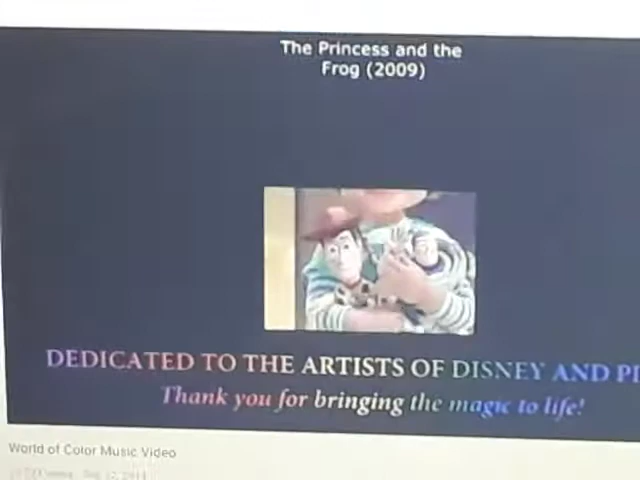 The Princess and the
Frog (2009)
DEDICATED TO THE ARTISTS OF DISNEY AND
Thank you for bringing the magic to life!
World of Color Music Video